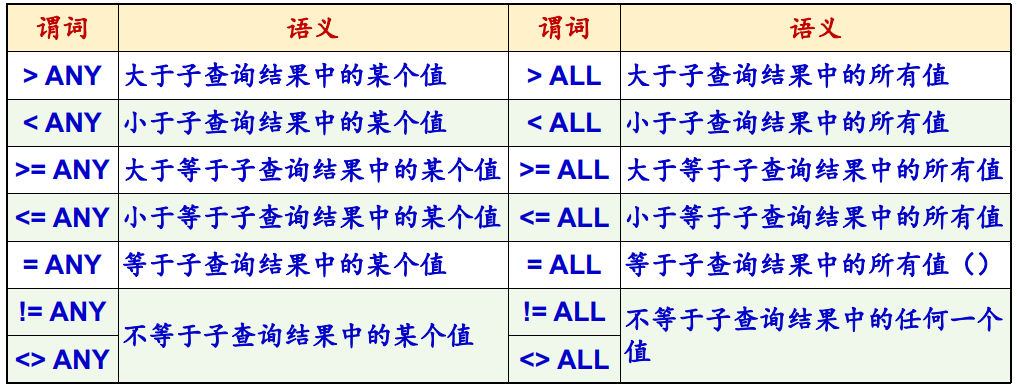 谓词 语义 谓词 语义
> ANY 大于子查询结果中的某个值 > ALL 大于子查询结果中的所有值
< ANY 小于子查询结果中的某个值 < ALL 小于子查询结果中的所有值
>= ANY 大于等于子查询结果中的某个值 >= ALL 大于等于子查询结果中的所有值
<= ANY 小于等于子查询结果中的某个值 <= ALL 小于等于子查询结果中的所有值
= ANY 等于子查询结果中的某个值 = ALL 等于子查询结果中的所有值（）
!= ANY 不等于子查询结果中的某个值 != ALL 不等于子查询结果中的任何一个
<> ANY <> ALL 值